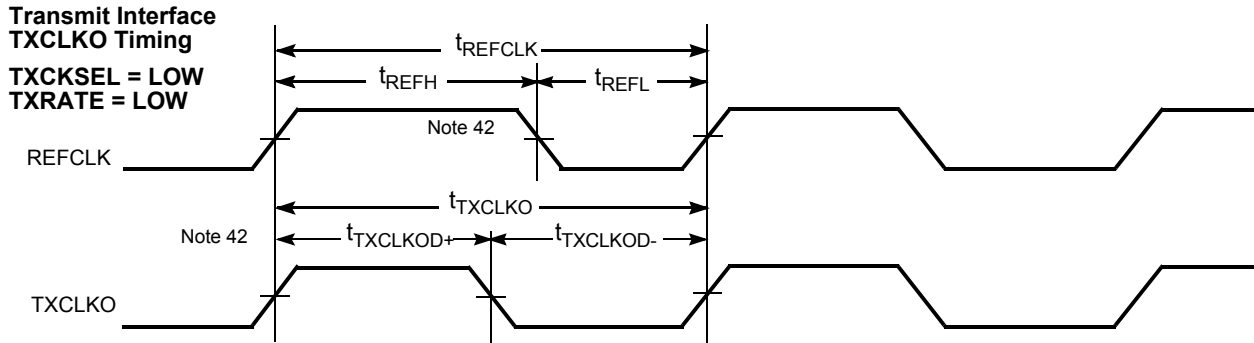 Transmit Interface
TXCLKO Timing
TXCKSEL = LOW
TXRATE = LOW
tREFCLK
tREFH
tREFL
Note 42
REFCLK
tTXCLKO
Note 42
tTXCLKOD+
tTXCLKOD-
TXCLKO